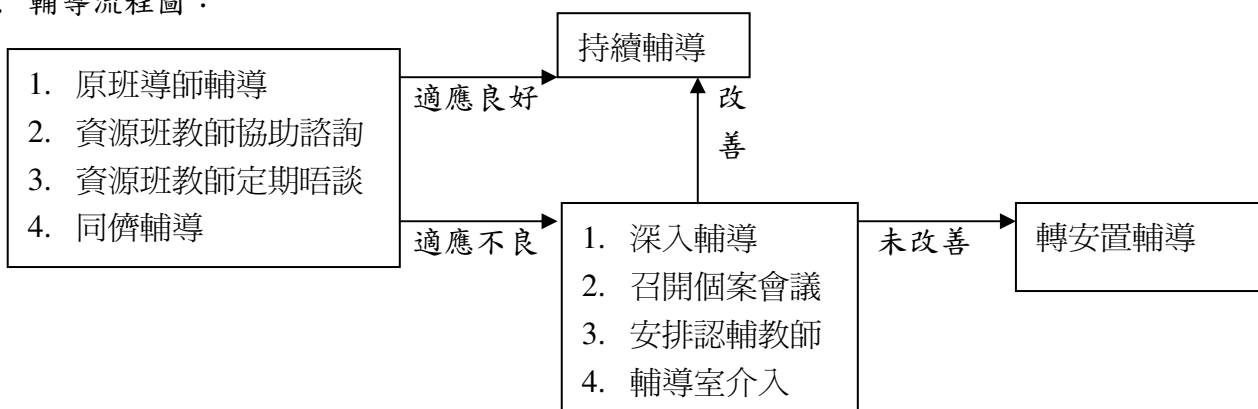 . 輔導流程圖：
持續輔導
1. 原班導師輔導
2. 資源班教師協助諮詢
3. 資源班教師定期晤談
4. 同儕輔導
適應良好
改
善
適應不良
1. 深入輔導
2. 召開個案會議
3. 安排認輔教師
4. 輔導室介入
未改善
轉安置輔導